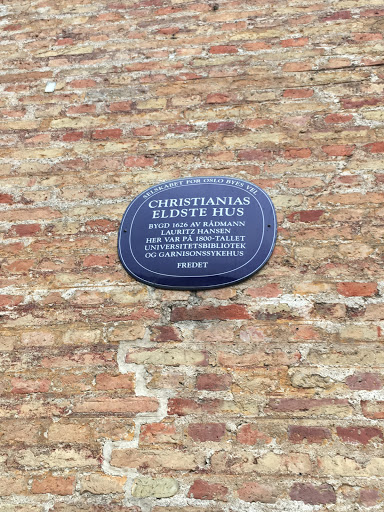 SELSKABET FOR OSLO BYES VEL
CHRISTIANIAS
ELDSTE HUS
BYGD 1626 AV RÅDMANN
LAURITZ HANSEN
HER VAR PÅ 1800-TALLET
UNIVERSITETSBIBLIOTEK
OG GARNISONSSYKEHUS
FREDET